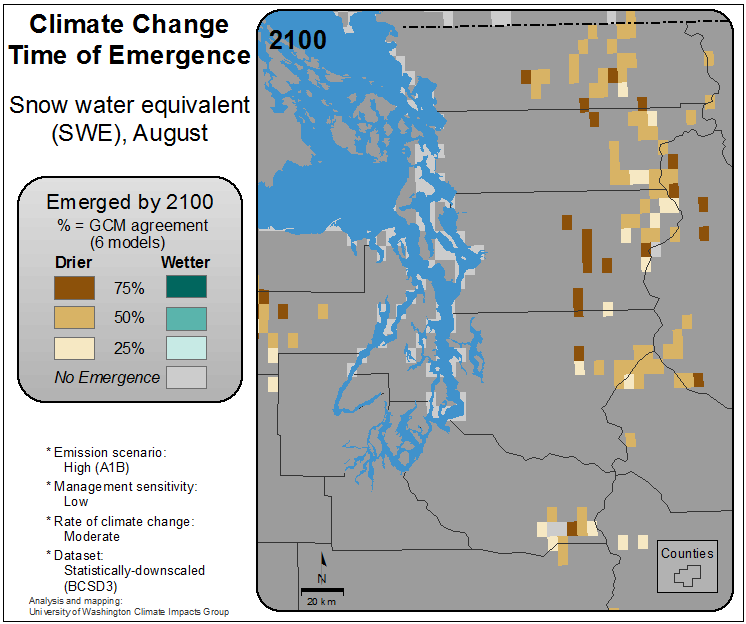 Climate Change
Time of Emergence
Snow water equivalent
(SWE), August
Emerged by 2100
% = GCM agreement
(6 models)
Drier Wetter
75%
50%
25%
No Emergence
* Emission scenario:
High (A1B)
* Management sensitivity:
Low
* Rate of climate change:
Moderate
* Dataset:
Statistically-downscaled
(BCSD3)
Analysis and mapping:
University of Washington Climate Impacts Group
2100
N
20 km
Counties